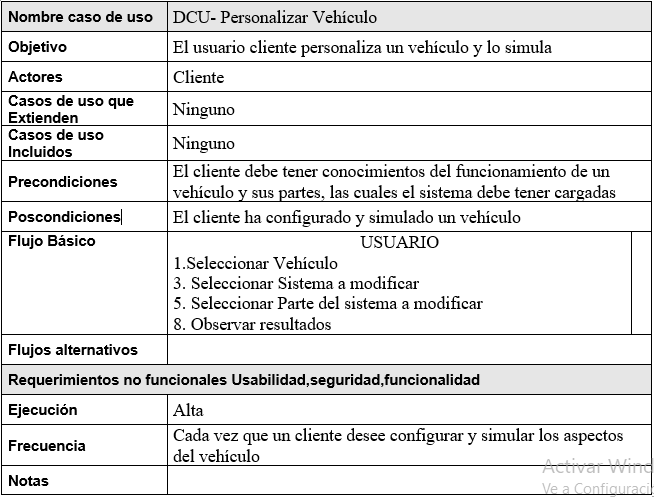 Nombre caso de uso DCU- Personalizar Vehículo
Objetivo El usuario cliente personaliza un vehículo y lo simula
Actores Cliente
Casos de uso que
Extienden
Ninguno
Casos de uso
Incluidos
Ninguno
Precondiciones
El cliente debe tener conocimientos del funcionamiento de un
vehículo y sus partes, las cuales el sistema debe tener cargadas
Poscondiciones El cliente ha configurado y simulado un vehículo
Flujo Básico
USUARIO
1.Seleccionar Vehículo
3. Seleccionar Sistema a modificar
5. Seleccionar Parte del sistema a modificar
8. Observar resultados
Flujos alternativos
Requerimientos no funcionales Usabilidad,seguridad,funcionalidad
Ejecución Alta
Frecuencia
Cada vez que un cliente desee configurar y simular los aspectos
del vehículo
Notas
Activar Wind
Ve a Configuraci